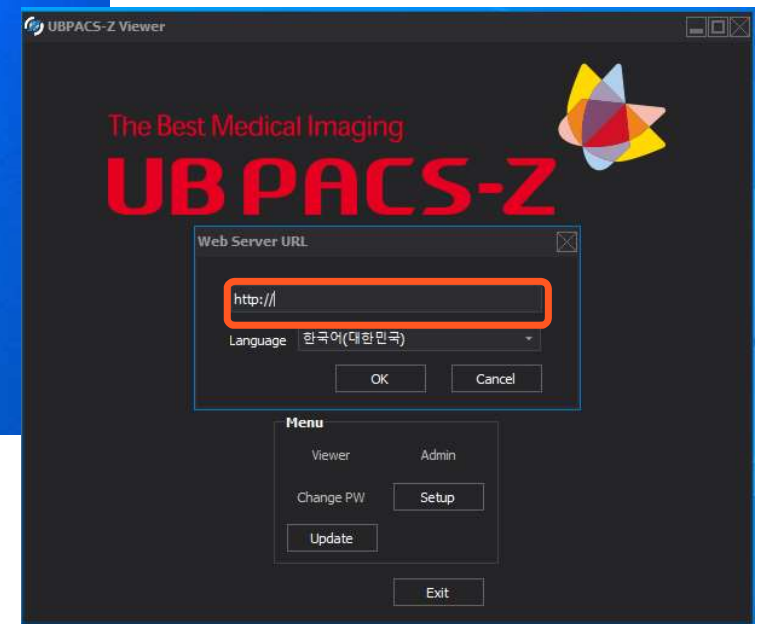 UBPACS-Z Viewer
The Best Medical Imaging
UB PACS-Z
Web Server URL
http://
Language 한국어(대한민국)
OK Cancel
Menu
Viewer Admin
Change PW Setup
Update
Exit